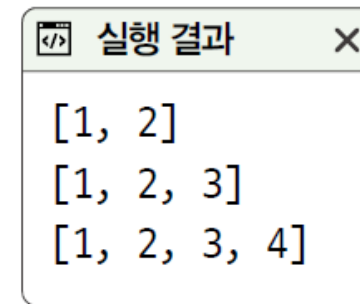 </> 실행 결과 ×
[1, 2]
[1, 2, 3]
[1, 2, 3, 4]